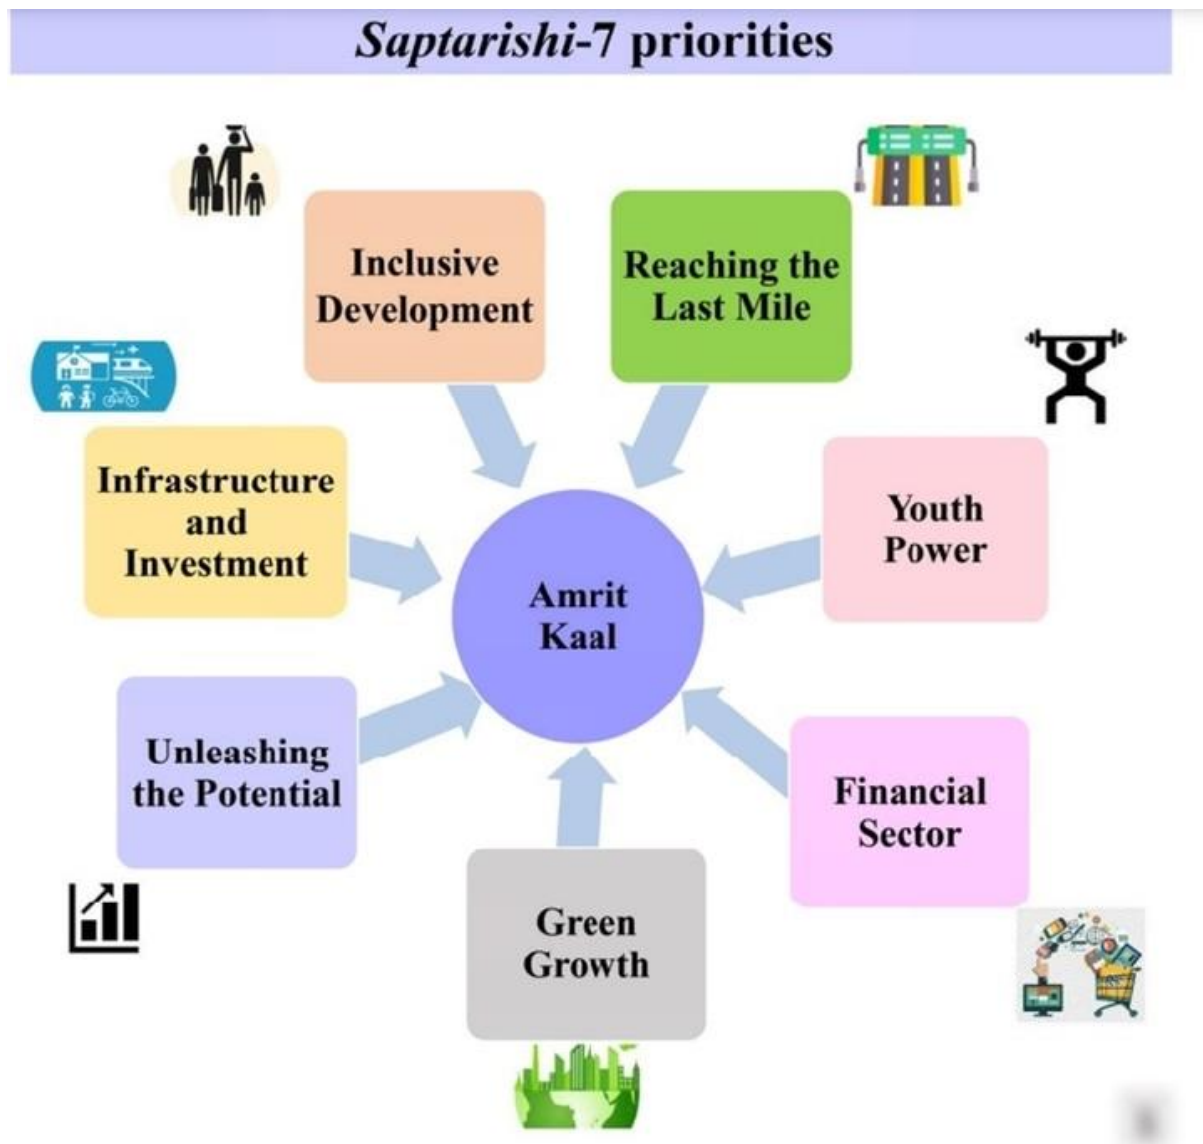 Saptarishi-7 priorities
Inclusive
Development
Reaching the
Last Mile
Infrastructure
and
Investment
Youth
Power
Amrit
Kaal
Unleashing
the Potential
Financial
Sector
Green
Growth